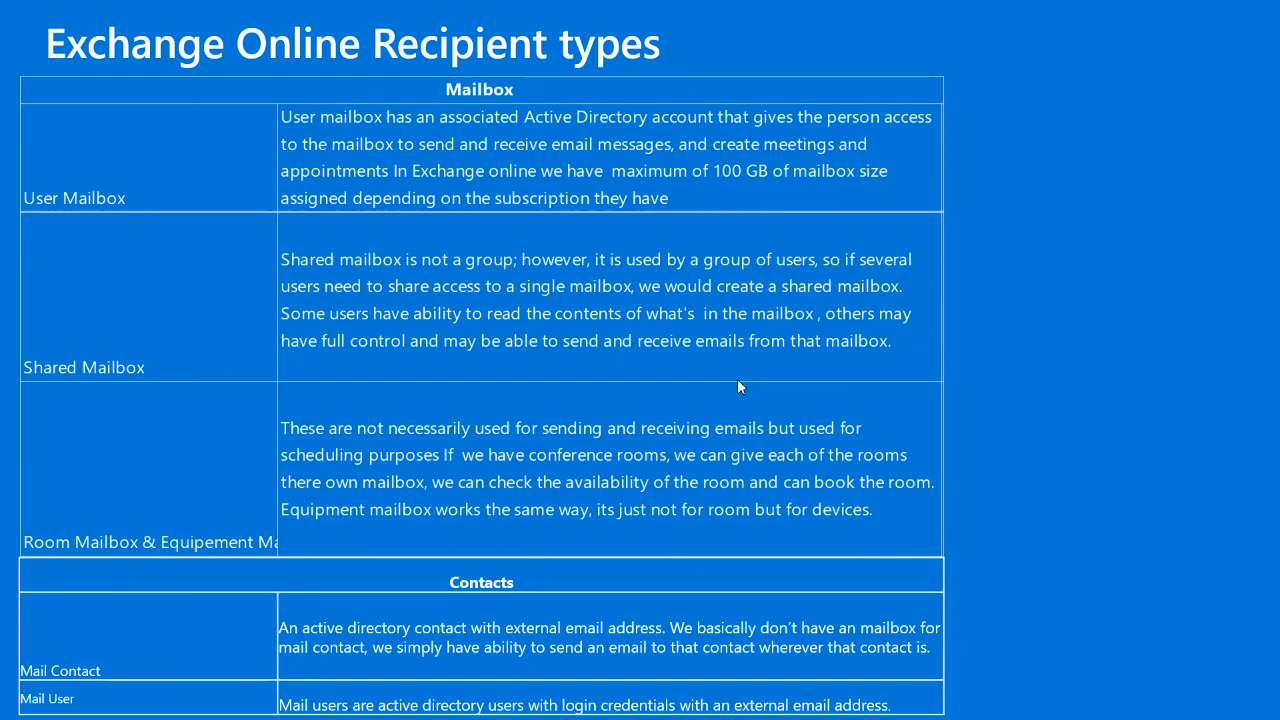 Exchange Online Recipient types
Mailbox
User mailbox has an associated Active Directory account that gives the person access
to the mailbox to send and receive email messages, and create meetings and
appointments In Exchange online we have  maximum of 100 GB of mailbox size
assigned depending on the subscription they have
User Mailbox
Shared mailbox is not a group; however, it is used by a group of users, so if several
users need to share access to a single mailbox, we would create a shared mailbox.
Some users have ability to read the contents of what's  in the mailbox , others may
have full control and may be able to send and receive emails from that mailbox.
Shared Mailbox
These are not necessarily used for sending and receiving emails but used for
scheduling purposes If  we have conference rooms, we can give each of the rooms
there own mailbox, we can check the availability of the room and can book the room.
Equipment mailbox works the same way, its just not for room but for devices.
Room Mailbox & Equipement Ma
Contacts
An active directory contact with external email address. We basically don't have an mailbox for
mail contact, we simply have ability to send an email to that contact wherever that contact is.
Mail Contact
Mail User
Mail users are active directory users with login credentials with an external email address.